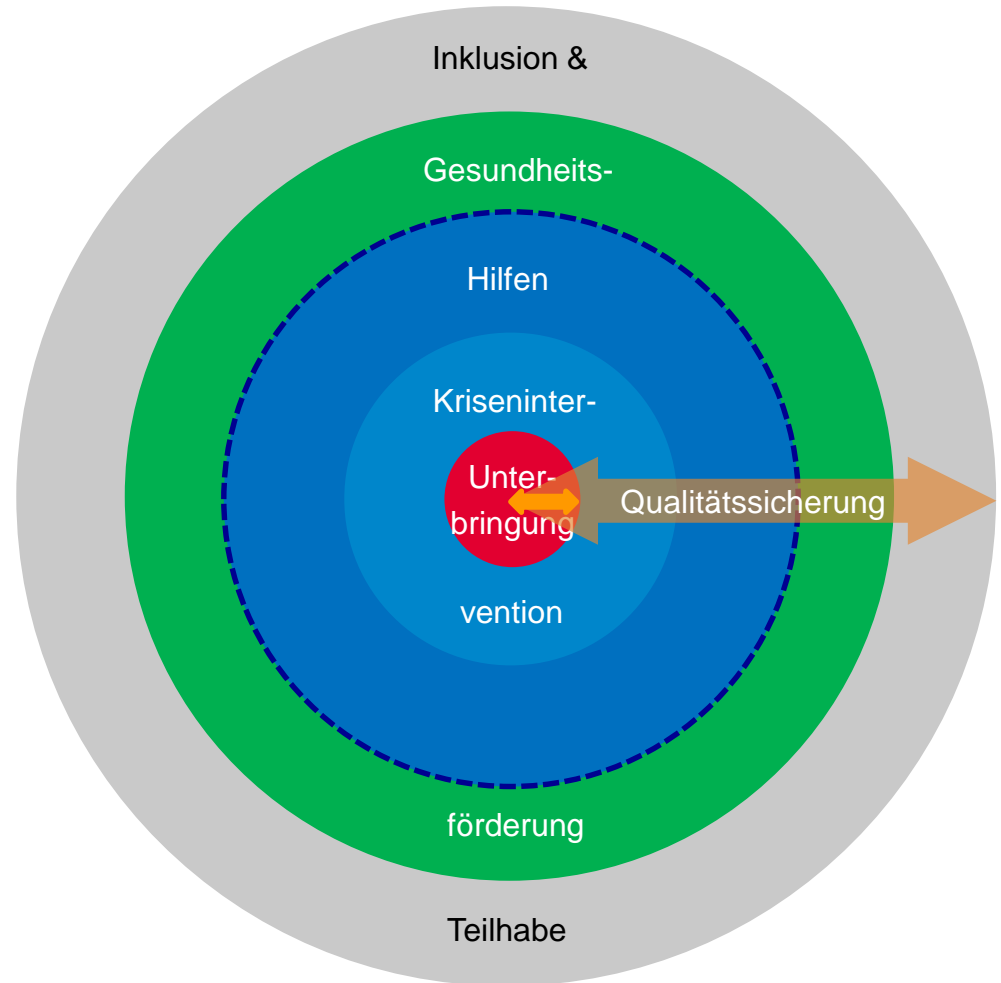 Inklusion &
Gesundheits-
Hilfen
Kriseninter-
Unter-
bringung
Qualitätssicherung
vention
förderung
Teilhabe